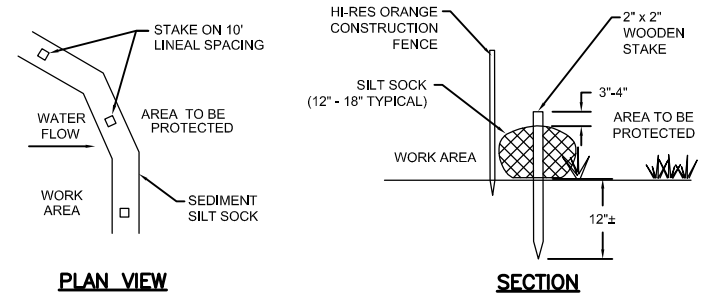 STAKE ON 10'
LINEAL SPACING
WATER
FLOW
AREA TO BE
PROTECTED
WORK
AREA
SEDIMENT
SILT SOCK
PLAN VIEW
HI-RES ORANGE
CONSTRUCTION
FENCE
2" x 2"
WOODEN
STAKE
SILT SOCK
(12" - 18" TYPICAL)
3"-4"
AREA TO BE
PROTECTED
WORK AREA
12"±
SECTION